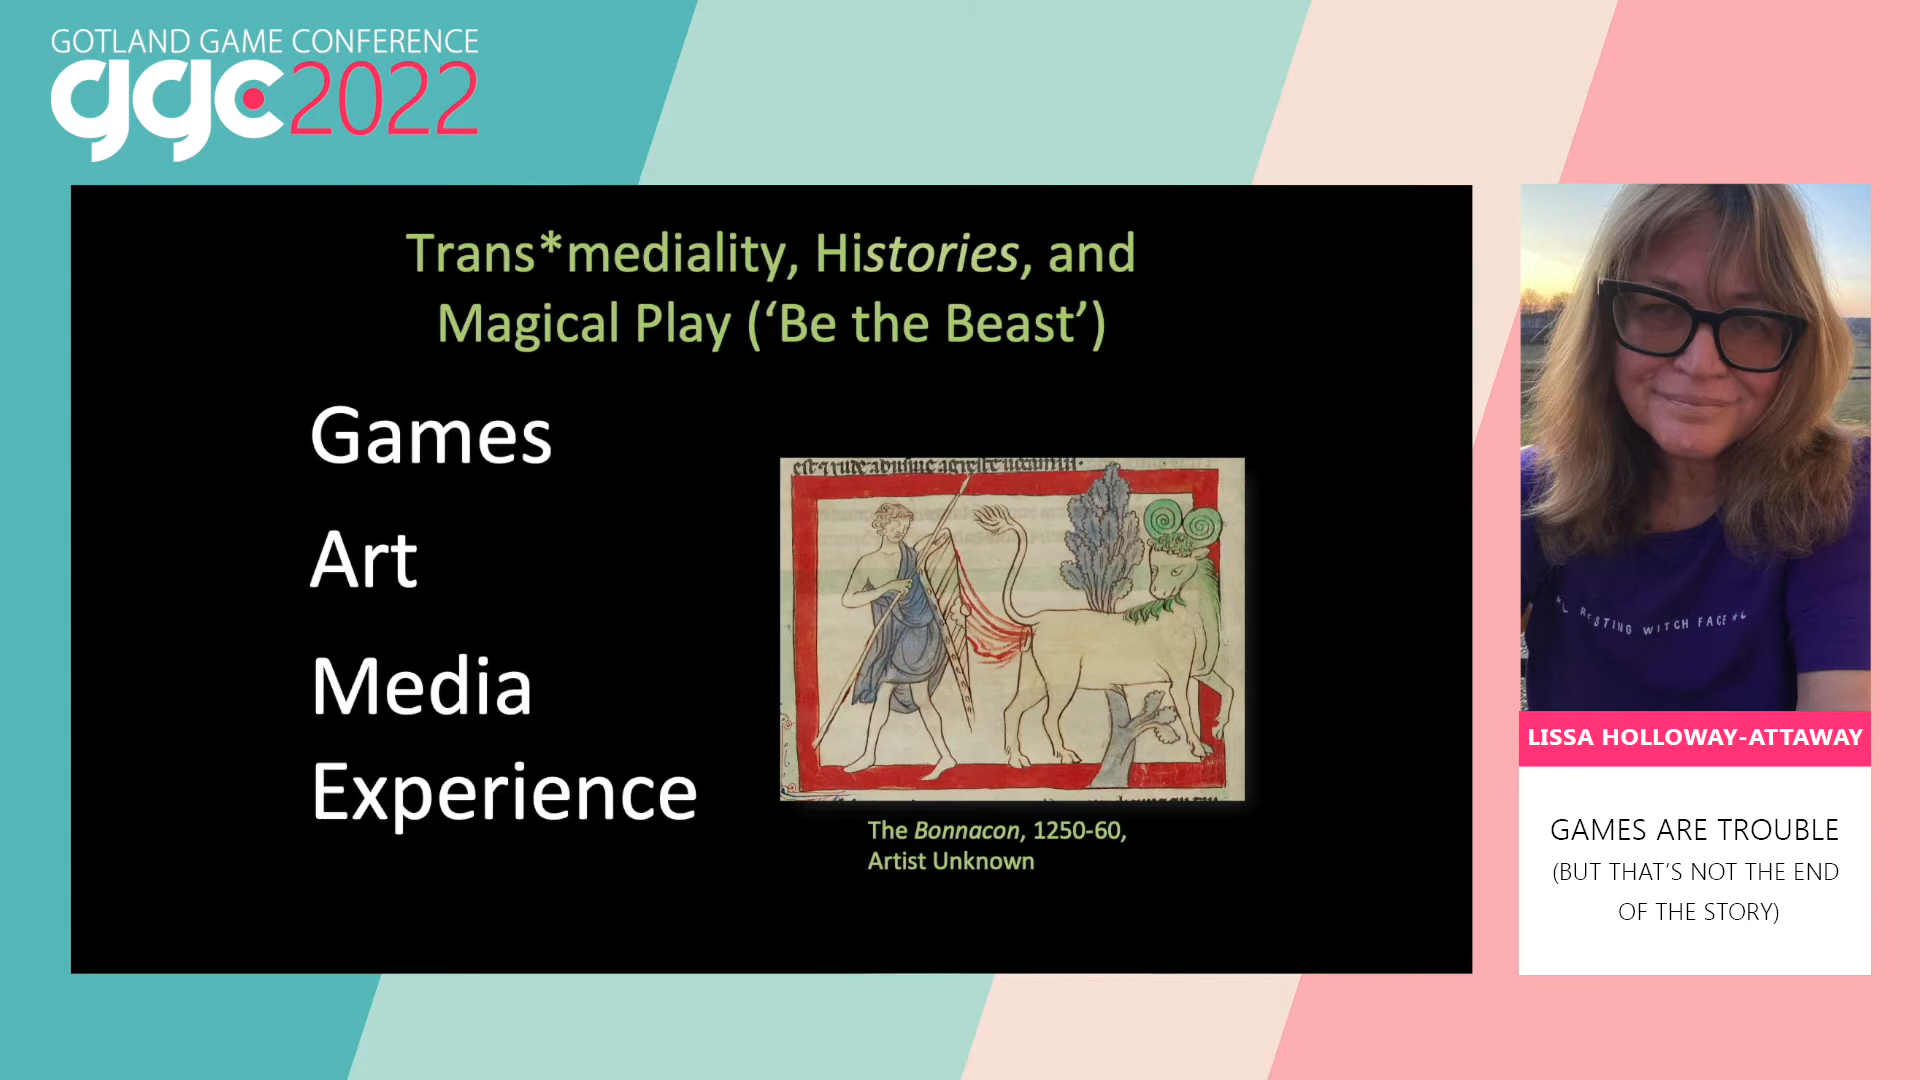 GOTLAND GAME CONFERENCE
ggc 2022
Trans*mediality, Histories, and
Magical Play (‘Be the Beast’)
Games
Art
Media
Experience
The Bonnacon, 1250-60,
Artist Unknown
RESTING WITCH FACE
LISSA HOLLOWAY-ATTAWAY
GAMES ARE TROUBLE
(BUT THAT’S NOT THE END
OF THE STORY)